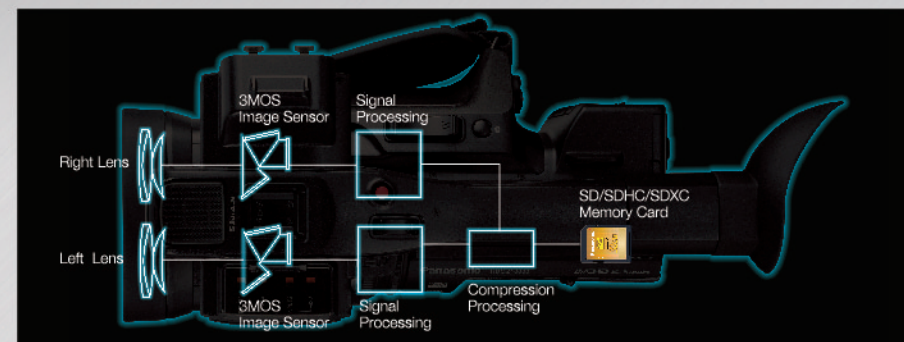 3MOS
Image Sensor
Signal
Processing
Right Lens
SD/SDHC/SDXC
Memory Card
Left Lens
3MOS
Image Sensor
Signal
Processing
Compression
Processing